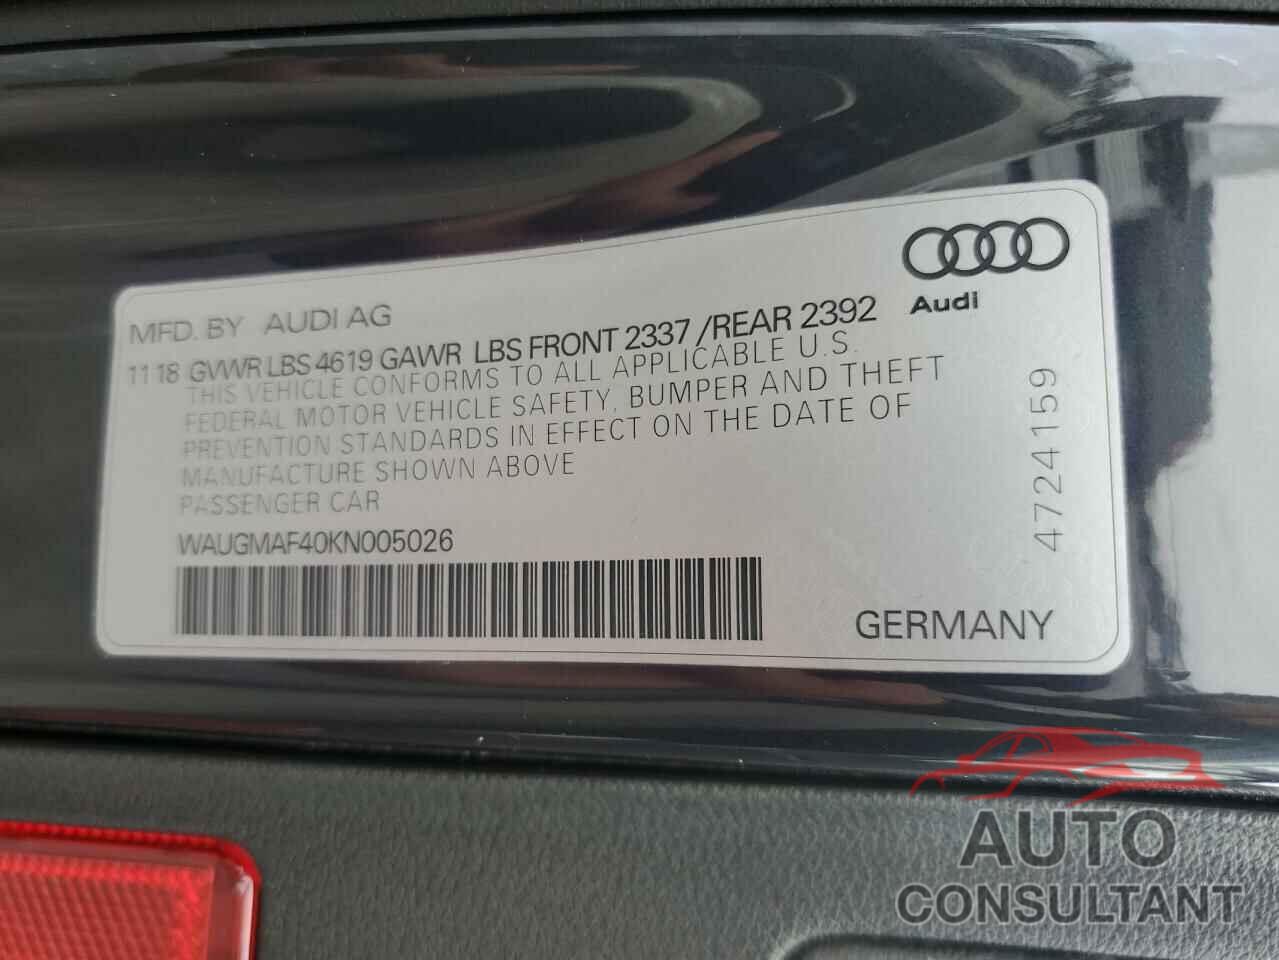 MFD. BY AUDI AG
Audi
11 18 GVWR LBS 4619 GAWR LBS FRONT 2337 /REAR 2392
THIS VEHICLE CONFORMS TO ALL APPLICABLE U.S.
FEDERAL MOTOR VEHICLE SAFETY, BUMPER AND THEFT
PREVENTION STANDARDS IN EFFECT ON THE DATE OF
MANUFACTURE SHOWN ABOVE
PASSENGER CAR
WAUGMAF40KN005026
4724159
GERMANY
AUTO
CONSULTANT